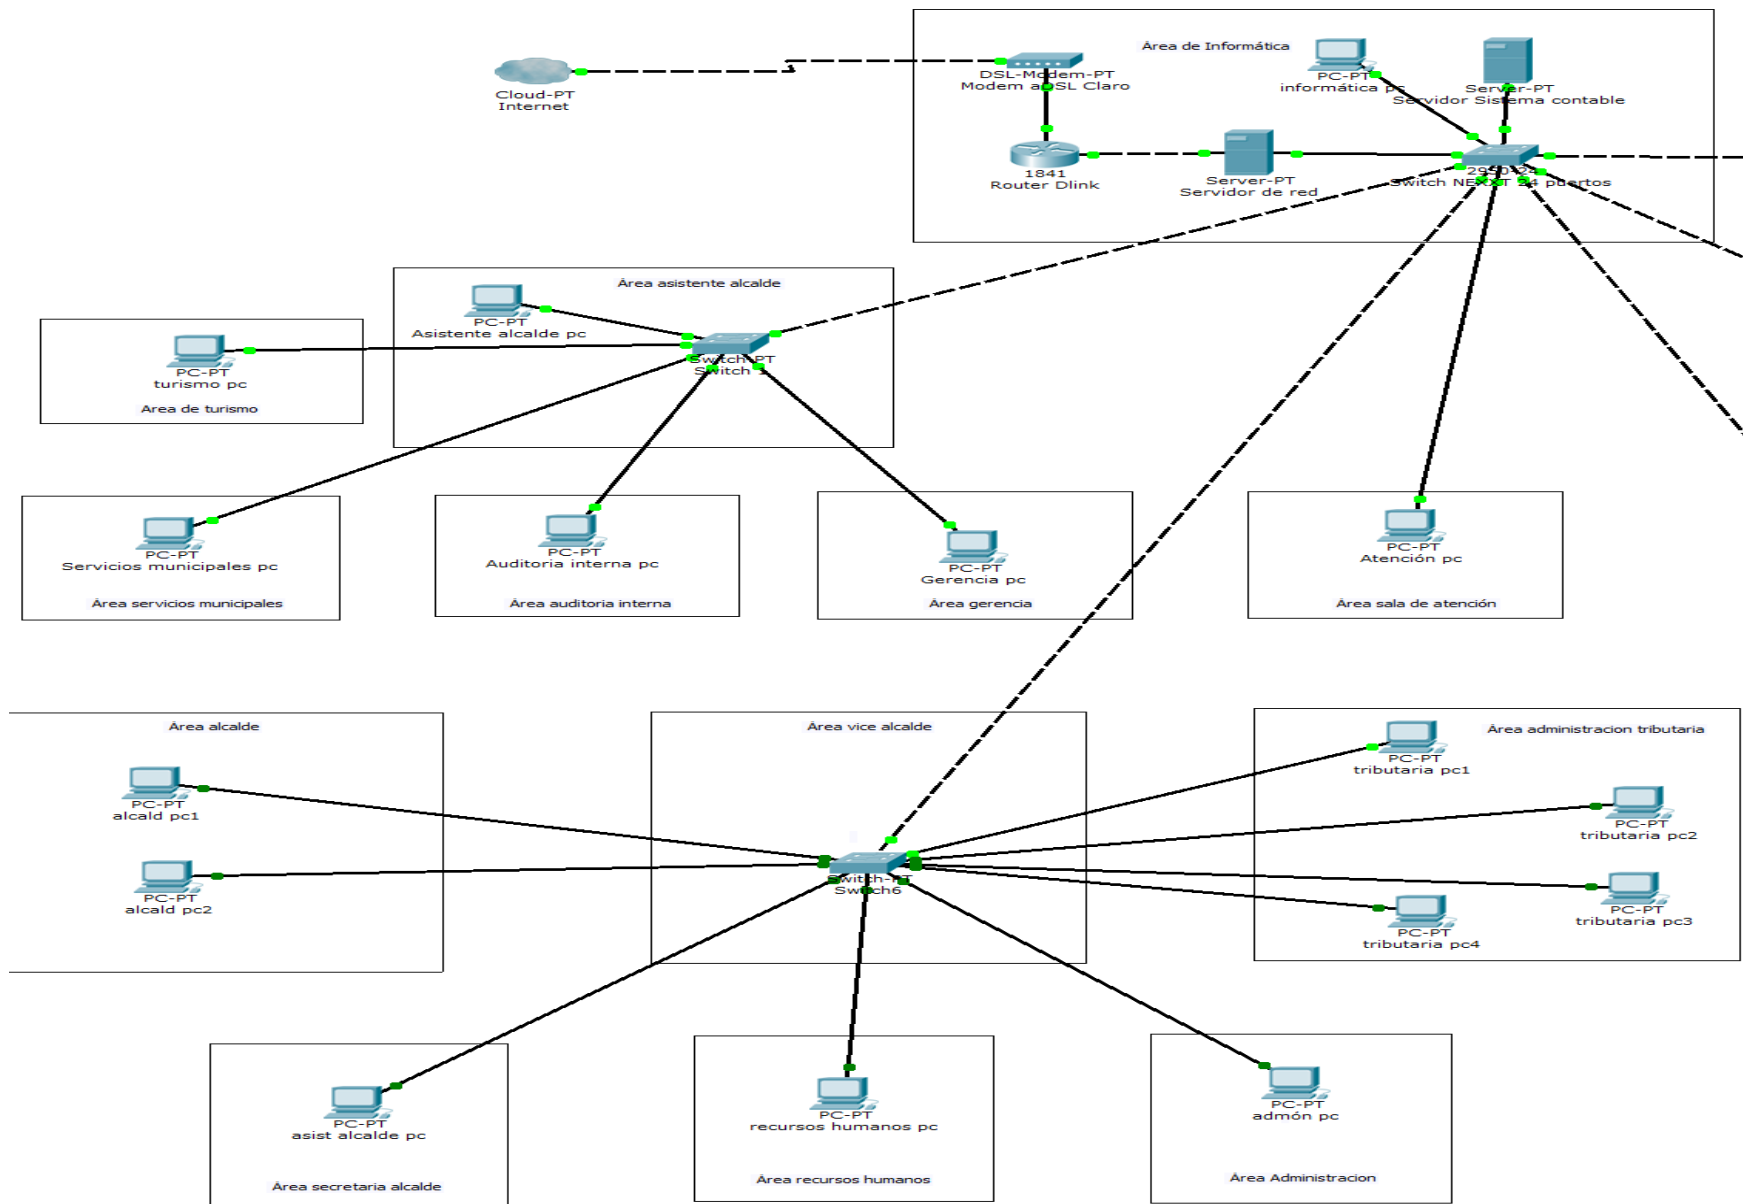 Área de Informática
Cloud-PT
Internet
DSL-Modem-PT
Modem aDSL Claro
PC-PT
informática pc
Server-PT
Servidor Sistema contable
1841
Router Dlink
Server-PT
Servidor de red
2950-24
Switch NEXXT 24 puertos
Área asistente alcalde
PC-PT
Asistente alcalde pc
Switch-PT
Switch 1
PC-PT
turismo pc
Area de turismo
PC-PT
Servicios municipales pc
Área servicios municipales
PC-PT
Auditoria interna pc
Área auditoria interna
PC-PT
Gerencia pc
Área gerencia
PC-PT
Atención pc
Área sala de atención
Área alcalde
PC-PT
alcald pc1
PC-PT
alcald pc2
Área vice alcalde
Switch-PT
Switch6
Área administracion tributaria
PC-PT
tributaria pc1
PC-PT
tributaria pc2
PC-PT
tributaria pc3
PC-PT
tributaria pc4
PC-PT
asist alcalde pc
Área secretaria alcalde
PC-PT
recursos humanos pc
Área recursos humanos
PC-PT
admón pc
Área Administracion